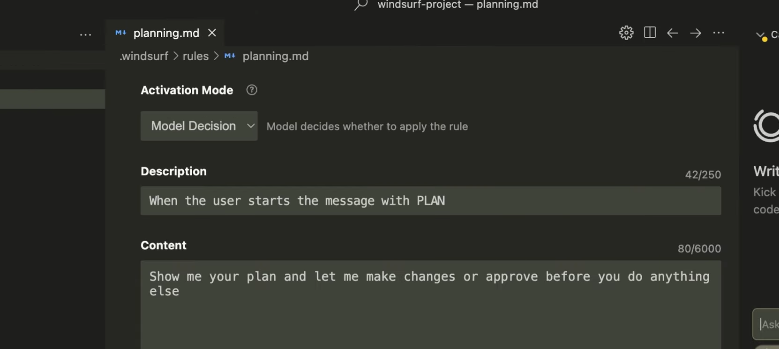 windsurf-project — planning.md
planning.md
.windsurf > rules > planning.md
Activation Mode
Model Decision
Model decides whether to apply the rule
Description
42/250
When the user starts the message with PLAN
Content
80/6000
Show me your plan and let me make changes or approve before you do anything
else
Writ
Kick
code
Ask